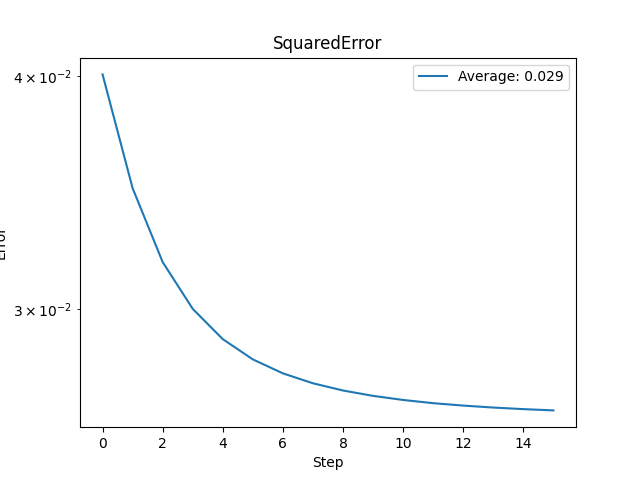 SquaredError
Average: 0.029
4 × 10⁻²
3 × 10⁻²
Error
0 2 4 6 8 10 12 14
Step